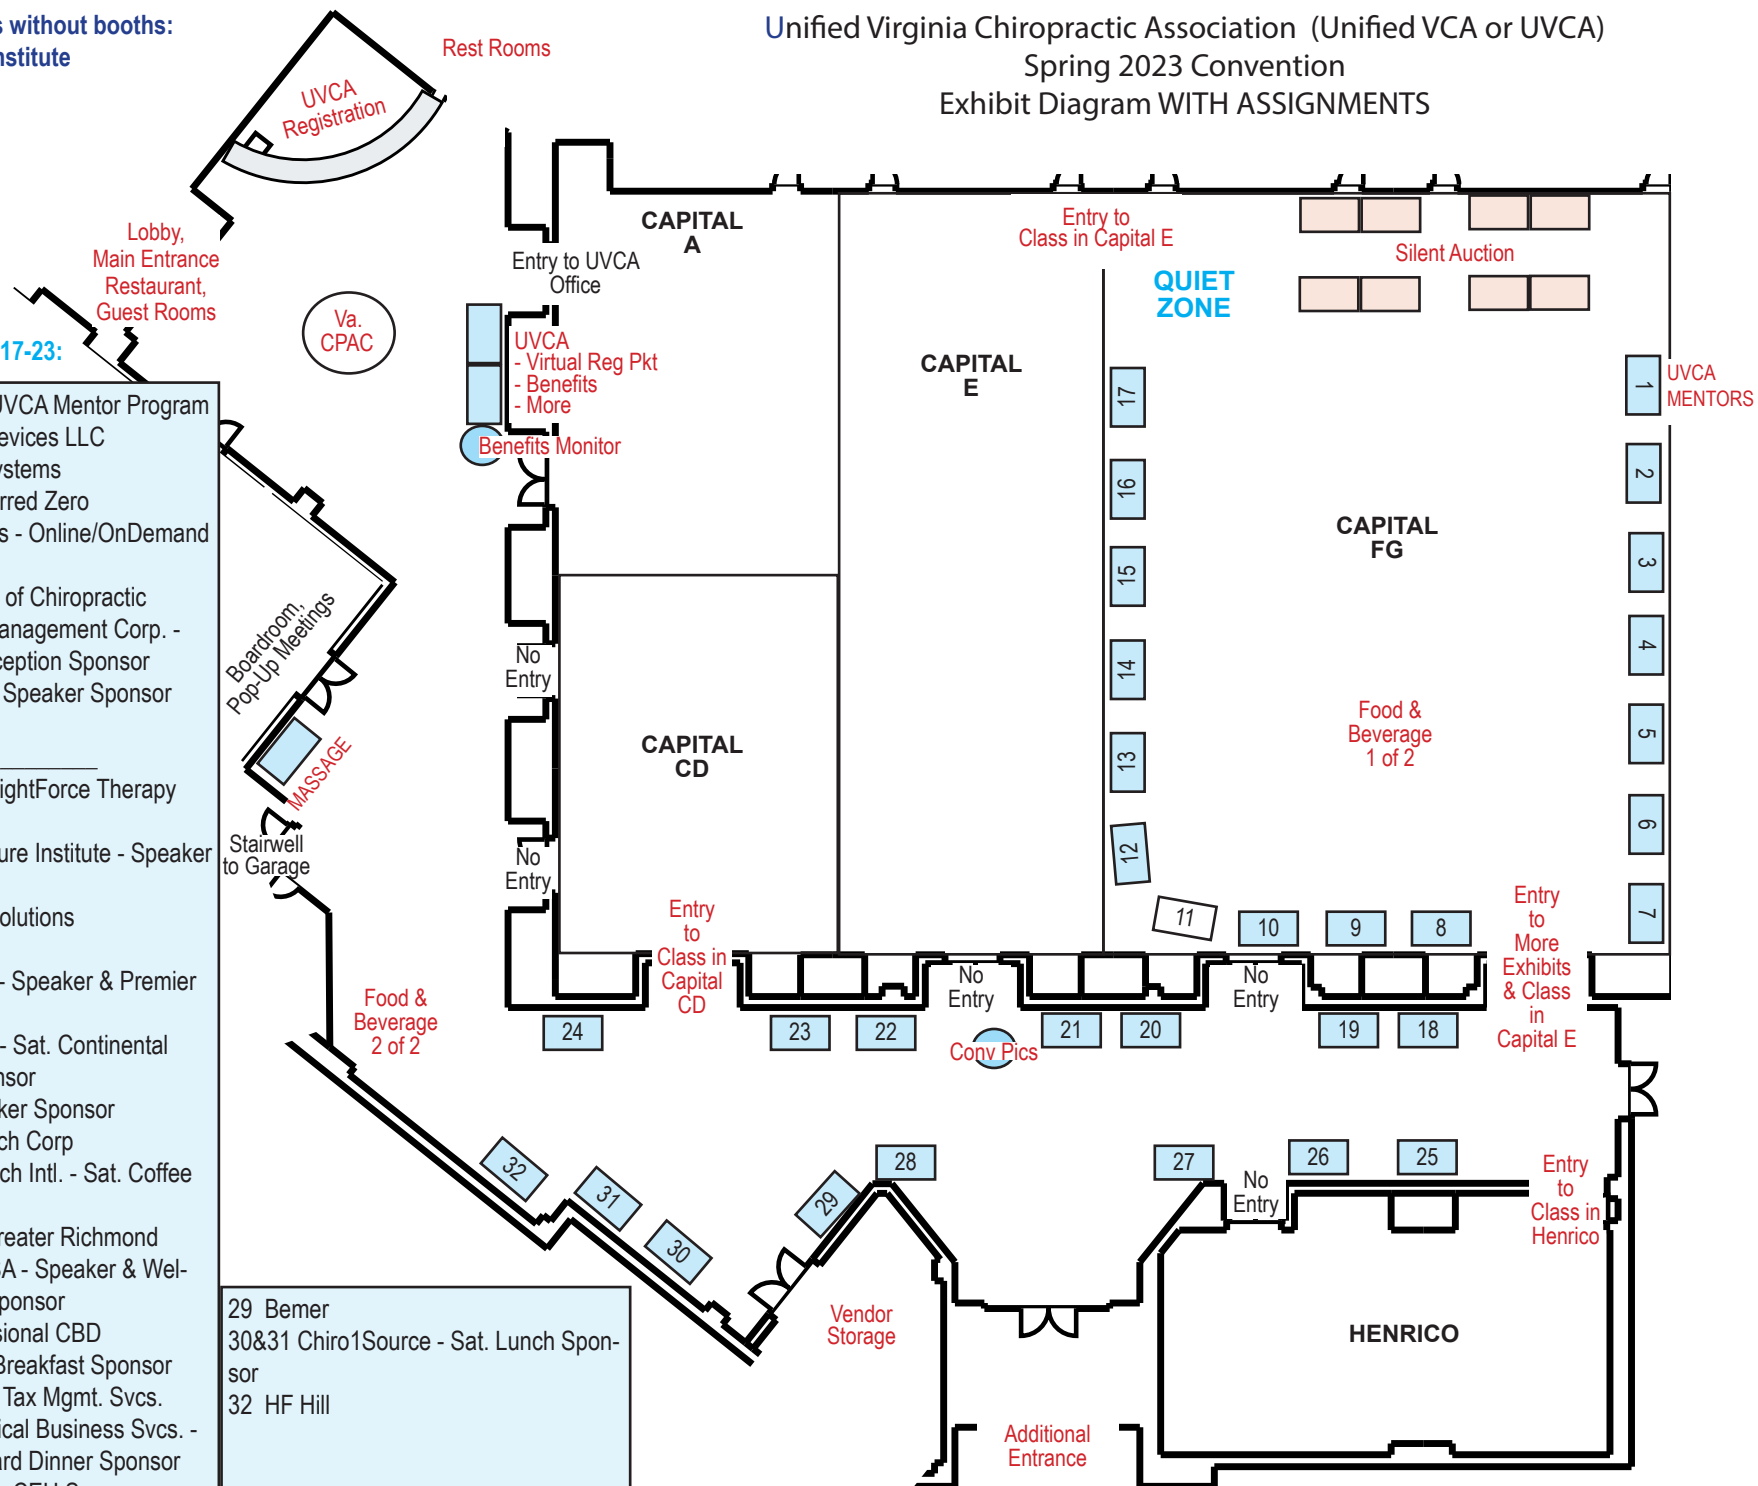 s without booths:
nstitute
Unified Virginia Chiropractic Association  (Unified VCA or UVCA)
Spring 2023 Convention
Exhibit Diagram WITH ASSIGNMENTS
Rest Rooms
UVCA
Registration
Lobby,
Main Entrance
Restaurant,
Guest Rooms
Va.
CPAC
CAPITAL
A
Entry to UVCA
Office
UVCA
- Virtual Reg Pkt
- Benefits
- More
Benefits Monitor
Entry to
Class in Capital E
QUIET
ZONE
Silent Auction
CAPITAL
E
CAPITAL
FG
UVCA
MENTORS
1
2
3
4
5
6
7
17
16
15
14
13
12
11
10
9
8
Food &
Beverage
1 of 2
17-23:
UVCA Mentor Program
evices LLC
ystems
rred Zero
s - Online/OnDemand
of Chiropractic
anagement Corp. -
ception Sponsor
Speaker Sponsor
ightForce Therapy
ure Institute - Speaker
olutions
- Speaker & Premier
- Sat. Continental
nsor
ker Sponsor
ch Corp
ch Intl. - Sat. Coffee
reater Richmond
SA - Speaker & Wel-
ponsor
sional CBD
Breakfast Sponsor
Tax Mgmt. Svcs.
ical Business Svcs. -
ard Dinner Sponsor
Boardroom,
Pop-Up Meetings
MASSAGE
Stairwell
to Garage
No
Entry
No
Entry
CAPITAL
CD
Entry
to
Class in
Capital
CD
No
Entry
No
Entry
Entry
to
More
Exhibits
& Class
in
Capital E
Food &
Beverage
2 of 2
24
23
22
Conv Pics
21
20
19
18
32
31
30
29
28
27
26
25
No
Entry
Entry
to
Class in
Henrico
Vendor
Storage
HENRICO
Additional
Entrance
29  Bemer
30&31 Chiro1Source - Sat. Lunch Spon-
sor
32  HF Hill